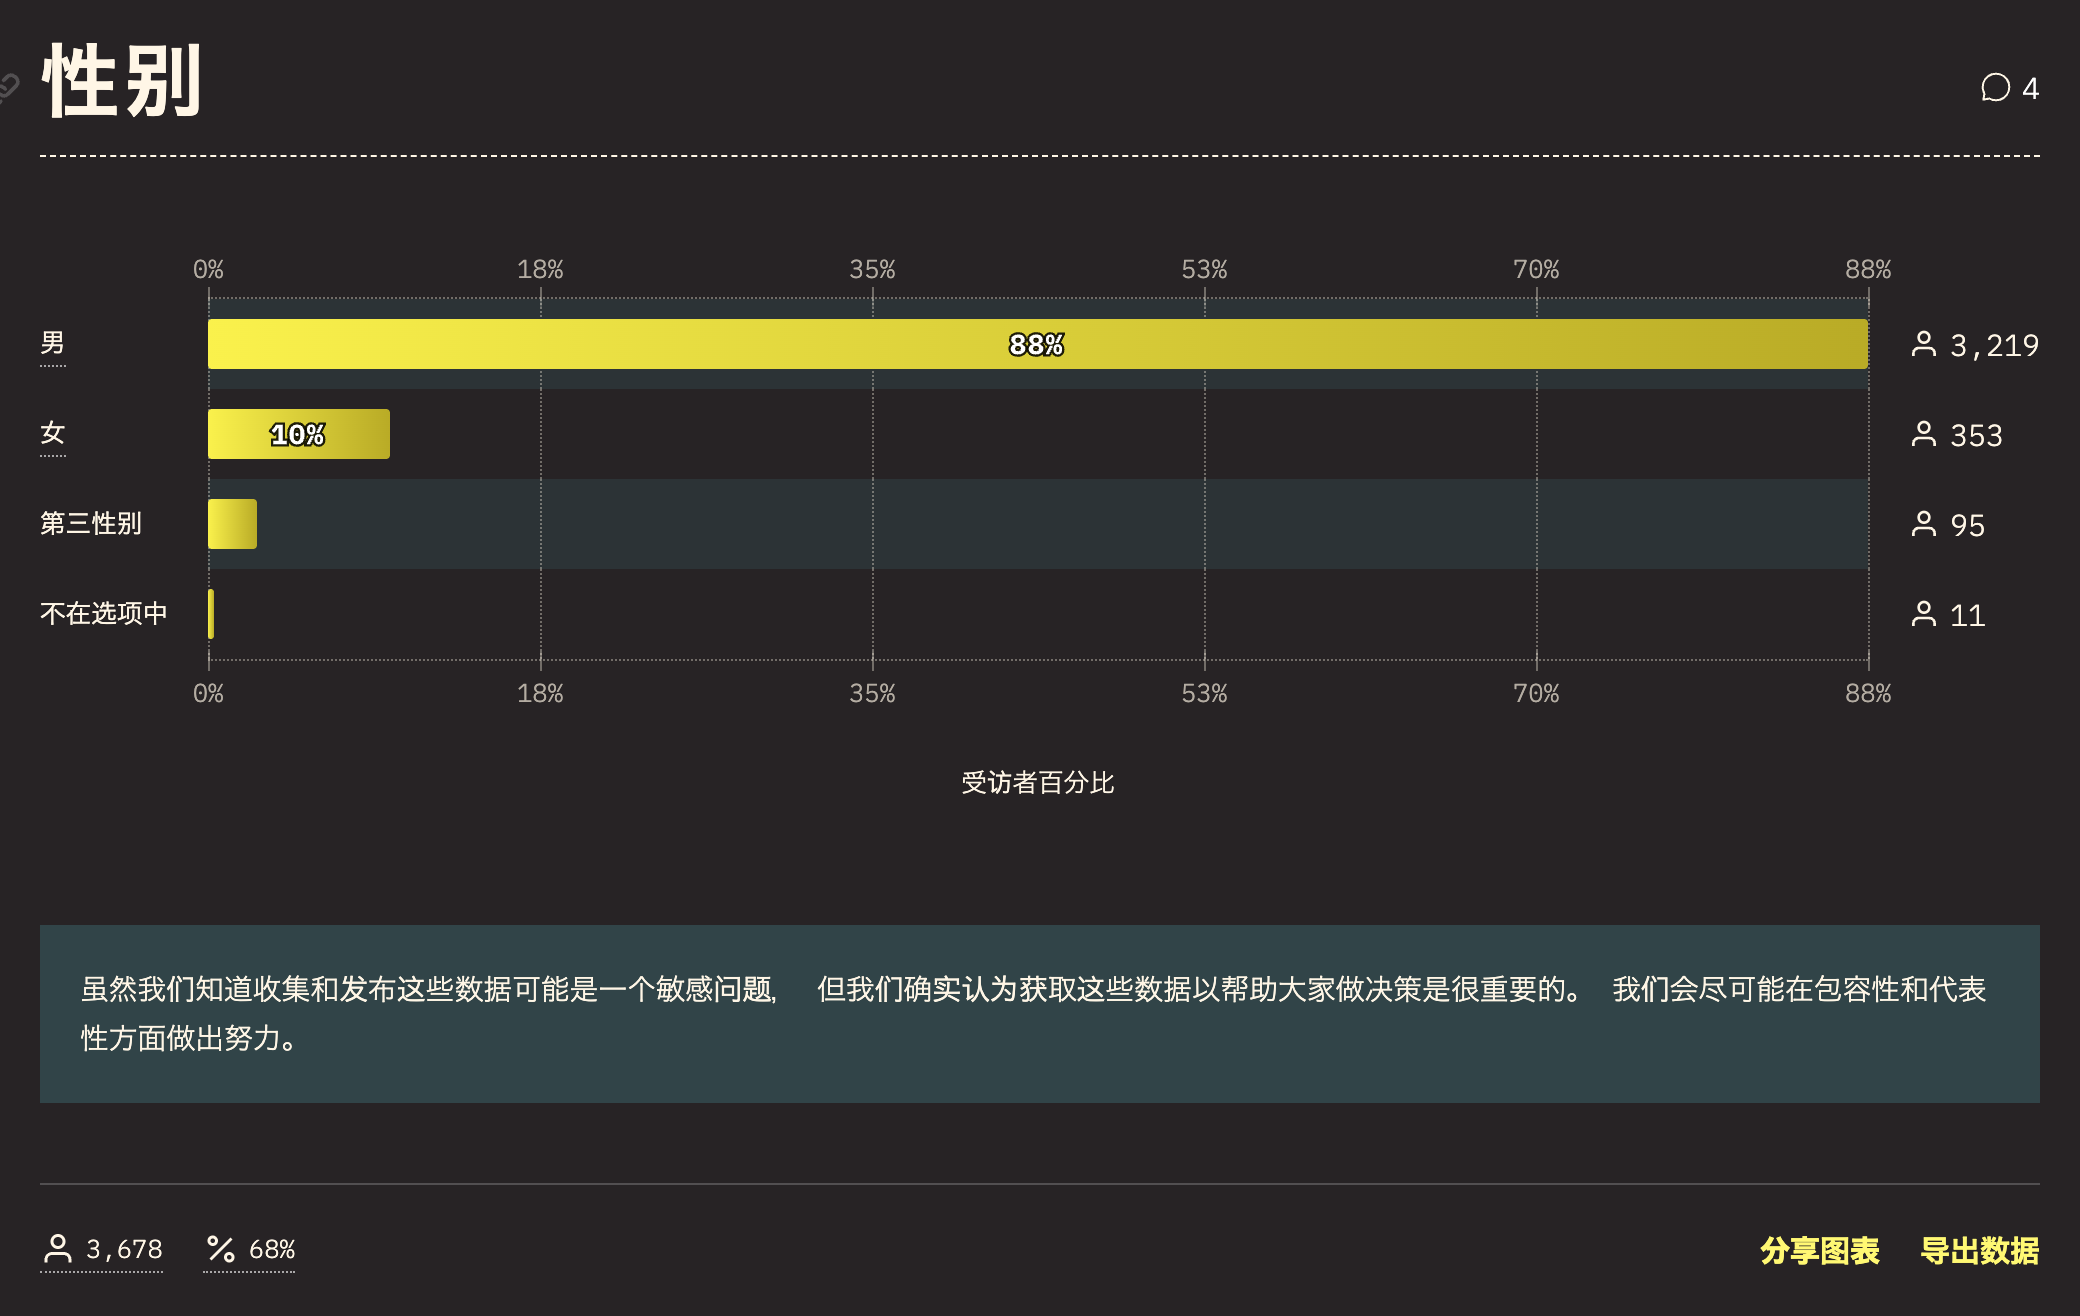 性别
4
0% 18% 35% 53% 70% 88%
男 88% 3,219
女 10% 353
第三性别 95
不在选项中 11
0% 18% 35% 53% 70% 88%
受访者百分比
虽然我们知道收集和发布这些数据可能是一个敏感问题， 但我们确实认为获取这些数据以帮助大家做决策是很重要的。 我们会尽可能在包容性和代表
性方面做出努力。
3,678 68% 分享图表 导出数据